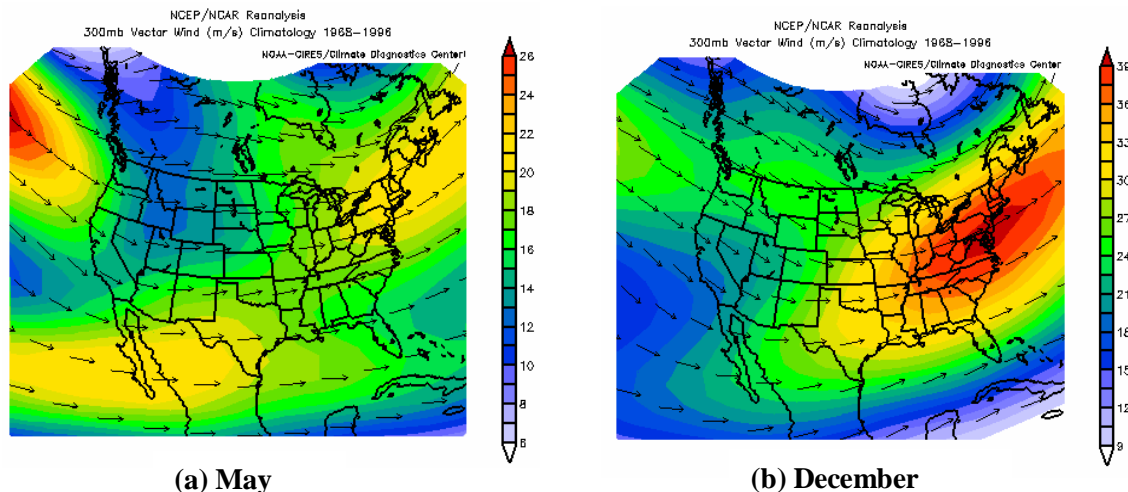 NCEP/NCAR Reanalysis
300mb Vector Wind (m/s) Climatology 1968-1996
NOAA-CIRES/Climate Diagnostics Center
26
24
22
20
18
16
14
12
10
8
6
(a) May
NCEP/NCAR Reanalysis
300mb Vector Wind (m/s) Climatology 1968-1996
NOAA-CIRES/Climate Diagnostics Center
39
36
33
30
27
24
21
18
15
12
9
(b) December